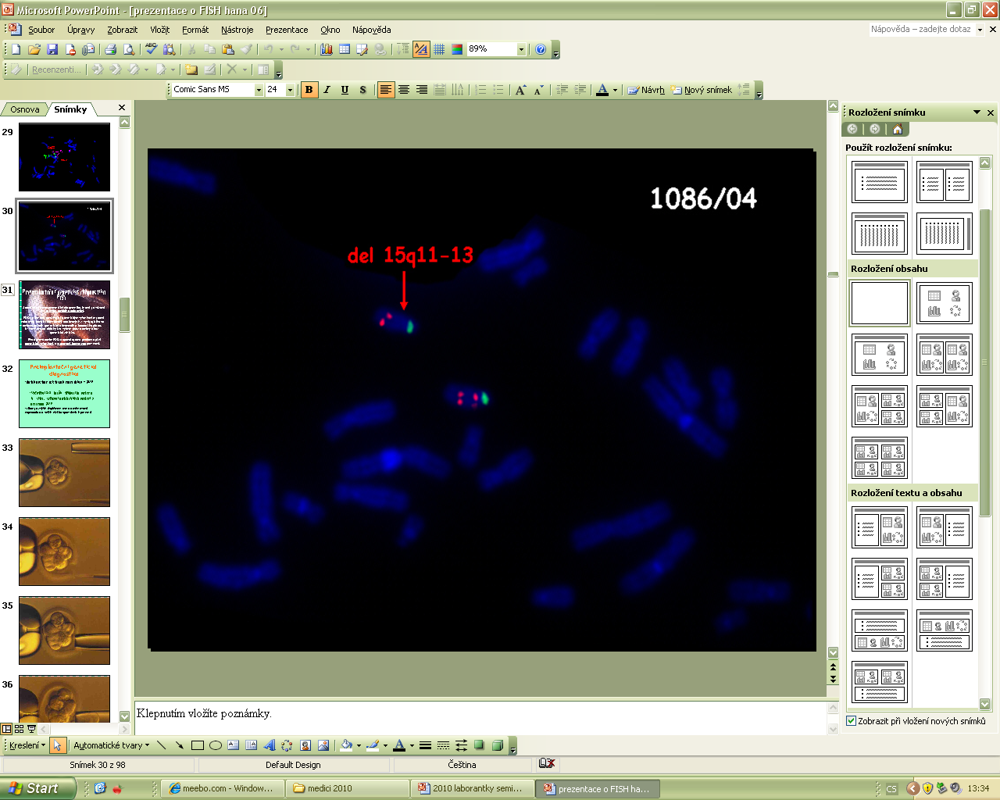 Microsoft PowerPoint - [prezentace o FISH hana 06]
Soubor Úpravy Zobrazit Vložit Formát Nástroje Prezentace Okno Nápověda
Nápověda – zadejte dotaz
89%
Recenzenti...
Comic Sans MS 24 B I U S A A A Návrh Nový snímek
Osnova Snímky
29
30
31
32
Preimplantační genetická
diagnostika
33
34
35
36
1086/04
del 15q11-13
Klepnutím vložíte poznámky.
Rozložení snímku
Použít rozložení snímku:
Rozložení obsahu
Rozložení textu a obsahu
Zobrazit při vložení nových snímků
Kreslení Automatické tvary
Snímek 30 z 98 Default Design Čeština
Start meebo.com - Window... medici 2010 2010 laborantky semi... prezentace o FISH ha... CS 13:34